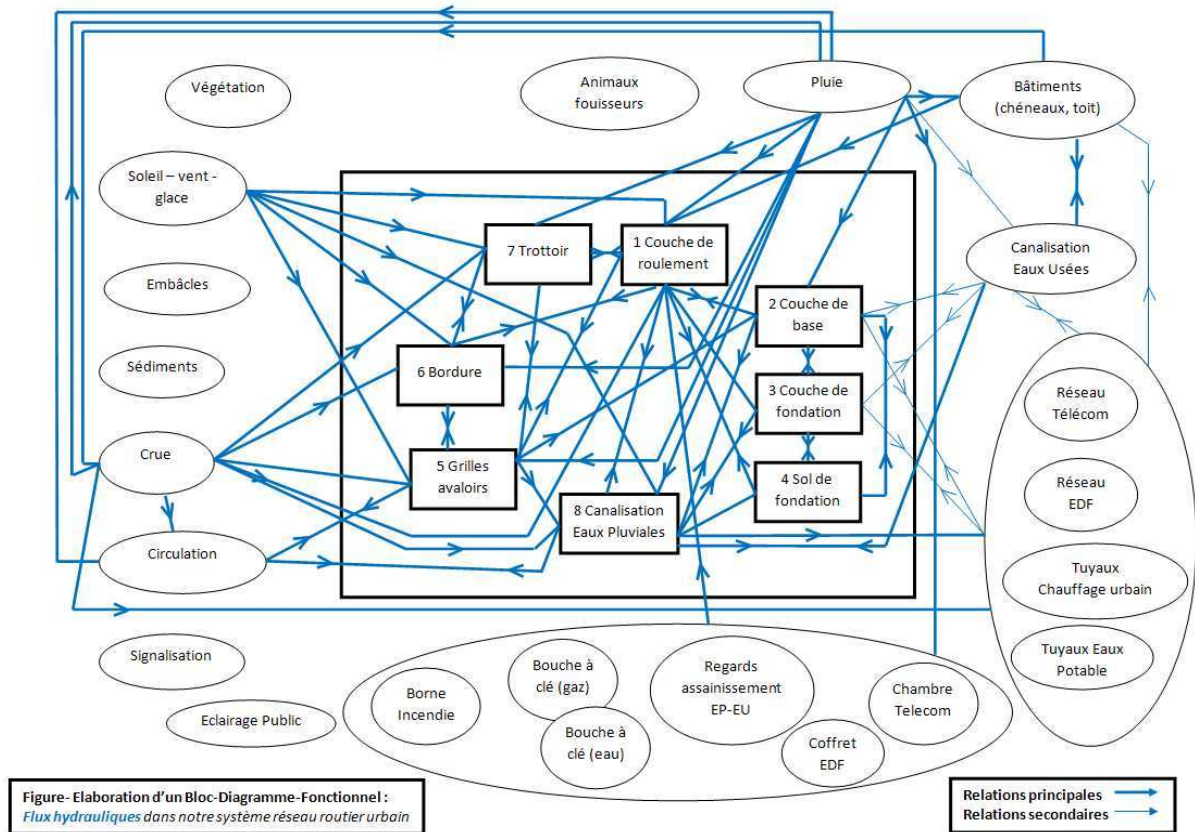 Végétation
Animaux
fouisseurs
Pluie
Bâtiments
(chéneaux, toit)
Soleil – vent -
glace
7 Trottoir
1 Couche de
roulement
Canalisation
Eaux Usées
Embâcles
2 Couche de
base
Sédiments
6 Bordure
3 Couche de
fondation
Réseau
Télécom
Crue
5 Grilles
avaloirs
4 Sol de
fondation
Réseau
EDF
8 Canalisation
Eaux Pluviales
Circulation
Tuyaux
Chauffage urbain
Signalisation
Tuyaux Eaux
Potable
Borne
Incendie
Bouche à
clé (gaz)
Regards
assainissement
EP-EU
Chambre
Telecom
Eclairage Public
Bouche à
clé (eau)
Coffret
EDF
Figure- Elaboration d'un Bloc-Diagramme-Fonctionnel :
Flux hydrauliques dans notre système réseau routier urbain
Relations principales
Relations secondaires